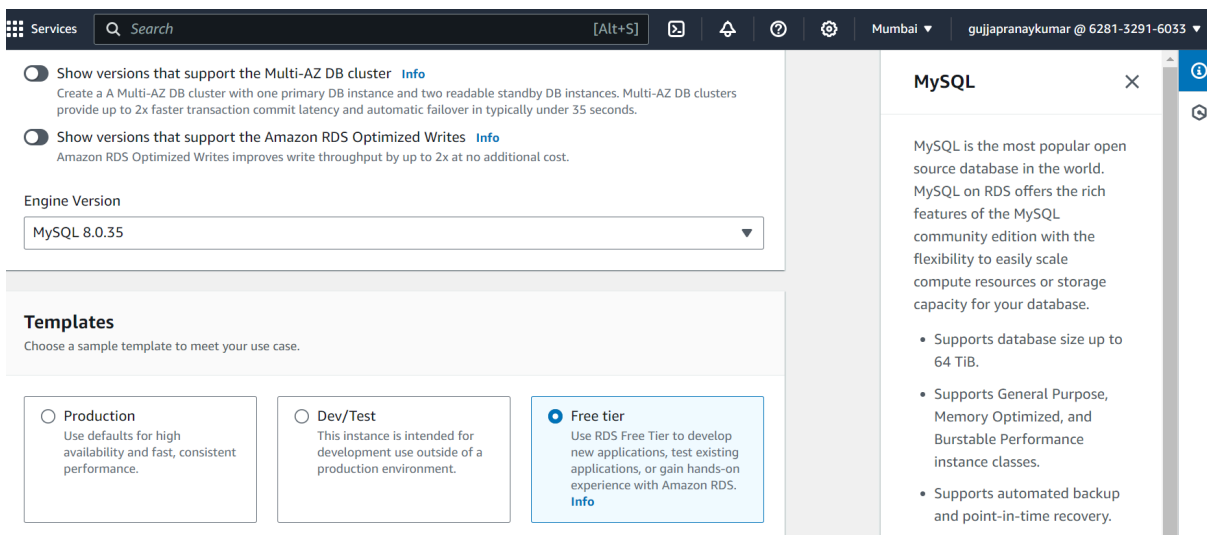 Services
Search [Alt+S]
Mumbai ▼
gujjapranaykumar @ 6281-3291-6033 ▼
Show versions that support the Multi-AZ DB cluster Info
Create a A Multi-AZ DB cluster with one primary DB instance and two readable standby DB instances. Multi-AZ DB clusters
provide up to 2x faster transaction commit latency and automatic failover in typically under 35 seconds.
Show versions that support the Amazon RDS Optimized Writes Info
Amazon RDS Optimized Writes improves write throughput by up to 2x at no additional cost.
Engine Version
MySQL 8.0.35
Templates
Choose a sample template to meet your use case.
Production
Use defaults for high
availability and fast, consistent
performance.
Dev/Test
This instance is intended for
development use outside of a
production environment.
Free tier
Use RDS Free Tier to develop
new applications, test existing
applications, or gain hands-on
experience with Amazon RDS.
Info
MySQL
MySQL is the most popular open
source database in the world.
MySQL on RDS offers the rich
features of the MySQL
community edition with the
flexibility to easily scale
compute resources or storage
capacity for your database.
• Supports database size up to
64 TiB.
• Supports General Purpose,
Memory Optimized, and
Burstable Performance
instance classes.
• Supports automated backup
and point-in-time recovery.